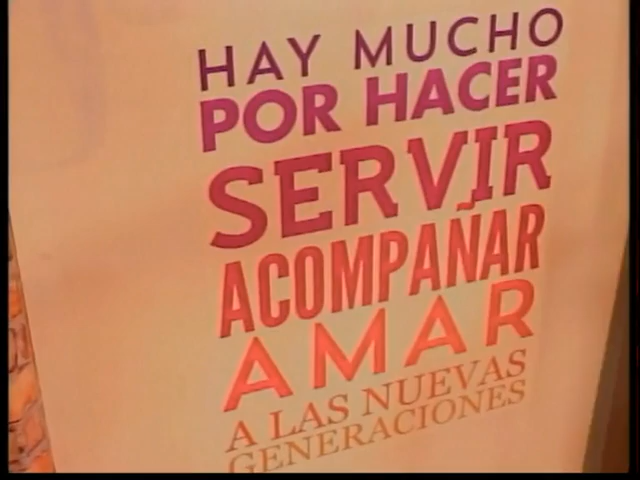 HAY MUCHO
POR HACER
SERVIR
ACOMPAÑAR
AMAR
A LAS NUEVAS
GENERACIONES